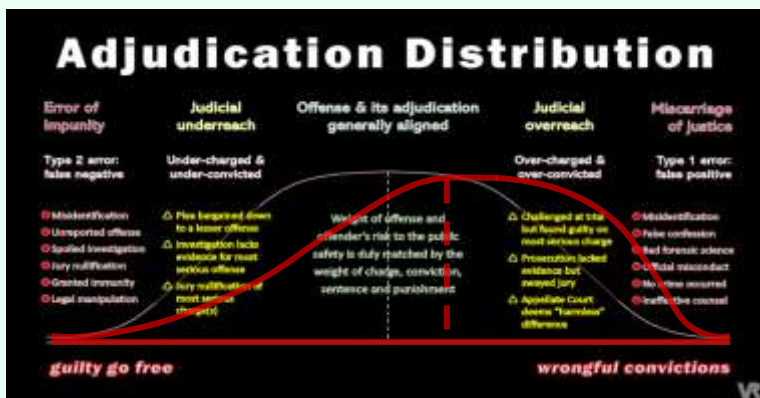 Adjudication Distribution
Error of
impunity
Judicial
underreach
Offense & its adjudication
generally aligned
Judicial
overreach
Miscarriage
of justice
Type 2 error:
false negative
Under-charged &
under-convicted
Over-charged &
over-convicted
Type 1 error:
false positive
Misidentification
Unreported offense
Spoiled investigation
Jury nullification
Granted immunity
Legal manipulation
Plea bargained down
to a lesser offense
Investigation lacks
evidence for most
serious offense
Jury nullification of
most serious
charge(s)
Weight of offense and
offender's risk to the public
safety is duly matched by the
weight of charge, conviction,
sentence and punishment
Challenged at trial
but found guilty on
most serious charge
Prosecution lacked
evidence but
swayed jury
Appellate Court
deems "harmless"
difference
Misidentification
False confession
Bad forensic science
Official misconduct
No crime occurred
Ineffective counsel
guilty go free
wrongful convictions
VR